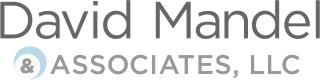 David Mandel
& ASSOCIATES, LLC